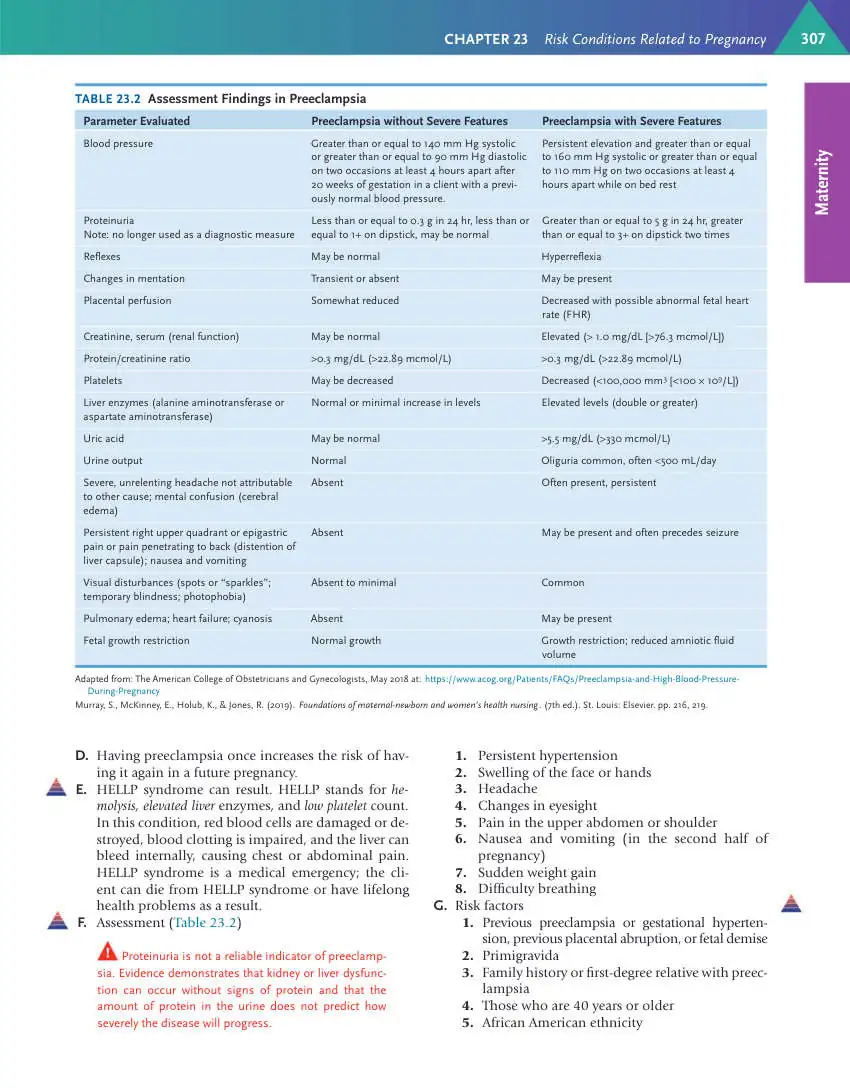 CHAPTER 23 Risk Conditions Related to Pregnancy 307
Maternity
TABLE 23.2 Assessment Findings in Preeclampsia
Parameter Evaluated Preeclampsia without Severe Features Preeclampsia with Severe Features
Blood pressure Greater than or equal to 140 mm Hg systolic Persistent elevation and greater than or equal
or greater than or equal to 90 mm Hg diastolic to 160 mm Hg systolic or greater than or equal
on two occasions at least 4 hours apart after to 110 mm Hg on two occasions at least 4
20 weeks of gestation in a client with a previ- hours apart while on bed rest
ously normal blood pressure.
Proteinuria Less than or equal to 0.3 g in 24 hr, less than or Greater than or equal to 5 g in 24 hr, greater
Note: no longer used as a diagnostic measure equal to 1+ on dipstick, may be normal than or equal to 3+ on dipstick two times
Reflexes May be normal Hyperreflexia
Changes in mentation Transient or absent May be present
Placental perfusion Somewhat reduced Decreased with possible abnormal fetal heart
rate (FHR)
Creatinine, serum (renal function) May be normal Elevated (> 1.0 mg/dL [>76.3 mcmol/L])
Protein/creatinine ratio >0.3 mg/dL (>22.89 mcmol/L) >0.3 mg/dL (>22.89 mcmol/L)
Platelets May be decreased Decreased (<100,000 mm³ [<100 × 10⁹/L])
Liver enzymes (alanine aminotransferase or Normal or minimal increase in levels Elevated levels (double or greater)
aspartate aminotransferase)
Uric acid May be normal >5.5 mg/dL (>330 mcmol/L)
Urine output Normal Oliguria common, often <500 mL/day
Severe, unrelenting headache not attributable Absent Often present, persistent
to other cause; mental confusion (cerebral
edema)
Persistent right upper quadrant or epigastric Absent May be present and often precedes seizure
pain or pain penetrating to back (distention of
liver capsule); nausea and vomiting
Visual disturbances (spots or “sparkles”; Absent to minimal Common
temporary blindness; photophobia)
Pulmonary edema; heart failure; cyanosis Absent May be present
Fetal growth restriction Normal growth Growth restriction; reduced amniotic fluid
volume
Adapted from: The American College of Obstetricians and Gynecologists, May 2018 at: https://www.acog.org/Patients/FAQs/Preeclampsia-and-High-Blood-Pressure-
During-Pregnancy
Murray, S., McKinney, E., Holub, K., & Jones, R. (2019). Foundations of maternal-newborn and women's health nursing. (7th ed.). St. Louis: Elsevier. pp. 216, 219.
D. Having preeclampsia once increases the risk of hav-
ing it again in a future pregnancy.
E. HELLP syndrome can result. HELLP stands for he-
molysis, elevated liver enzymes, and low platelet count.
In this condition, red blood cells are damaged or de-
stroyed, blood clotting is impaired, and the liver can
bleed internally, causing chest or abdominal pain.
HELLP syndrome is a medical emergency; the cli-
ent can die from HELLP syndrome or have lifelong
health problems as a result.
F. Assessment (Table 23.2)
Proteinuria is not a reliable indicator of preeclamp-
sia. Evidence demonstrates that kidney or liver dysfunc-
tion can occur without signs of protein and that the
amount of protein in the urine does not predict how
severely the disease will progress.
1. Persistent hypertension
2. Swelling of the face or hands
3. Headache
4. Changes in eyesight
5. Pain in the upper abdomen or shoulder
6. Nausea and vomiting (in the second half of
pregnancy)
7. Sudden weight gain
8. Difficulty breathing
G. Risk factors
1. Previous preeclampsia or gestational hyperten-
sion, previous placental abruption, or fetal demise
2. Primigravida
3. Family history or first-degree relative with preec-
lampsia
4. Those who are 40 years or older
5. African American ethnicity